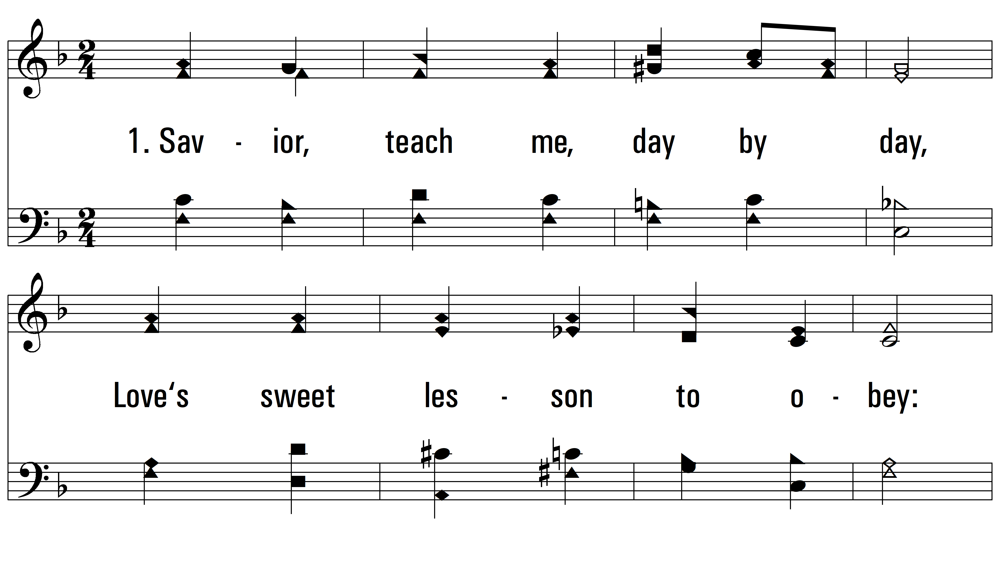 1. Sav - ior, teach me, day by day,
Love‘s sweet les - son to o - bey: